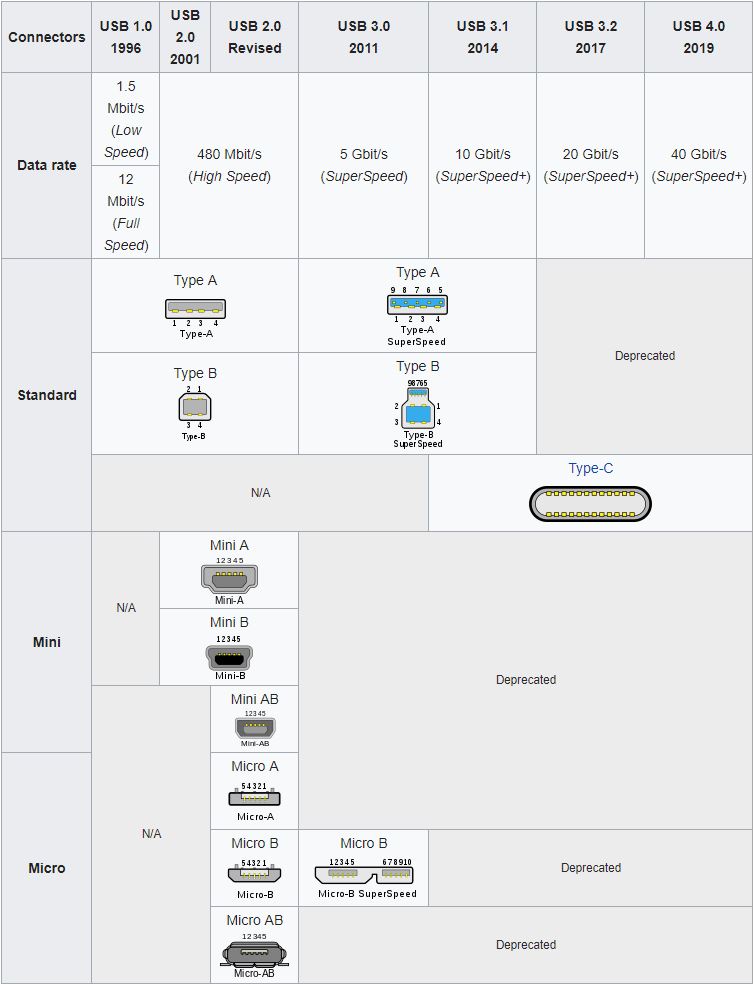 Connectors
USB 1.0
1996
USB
2.0
2001
USB 2.0
Revised
USB 3.0
2011
USB 3.1
2014
USB 3.2
2017
USB 4.0
2019
Data rate
1.5
Mbit/s
(Low
Speed)
12
Mbit/s
(Full
Speed)
480 Mbit/s
(High Speed)
5 Gbit/s
(SuperSpeed)
10 Gbit/s
(SuperSpeed+)
20 Gbit/s
(SuperSpeed+)
40 Gbit/s
(SuperSpeed+)
Standard
Type A
1 2 3 4
Type-A
Type A
9 8 7 6 5
1 2 3 4
Type-A
SuperSpeed
Deprecated
Type B
2 1
3 4
Type-B
Type B
98765
2 1
3 4
Type-B
SuperSpeed
N/A
Type-C
Mini
N/A
Mini A
12345
Mini-A
Deprecated
Mini B
12345
Mini-B
N/A
Mini AB
12345
Mini-AB
Micro
Micro A
54321
Micro-A
Micro B
54321
Micro-B
Micro B
12345 678910
Micro-B SuperSpeed
Deprecated
Micro AB
12345
Micro-AB
Deprecated